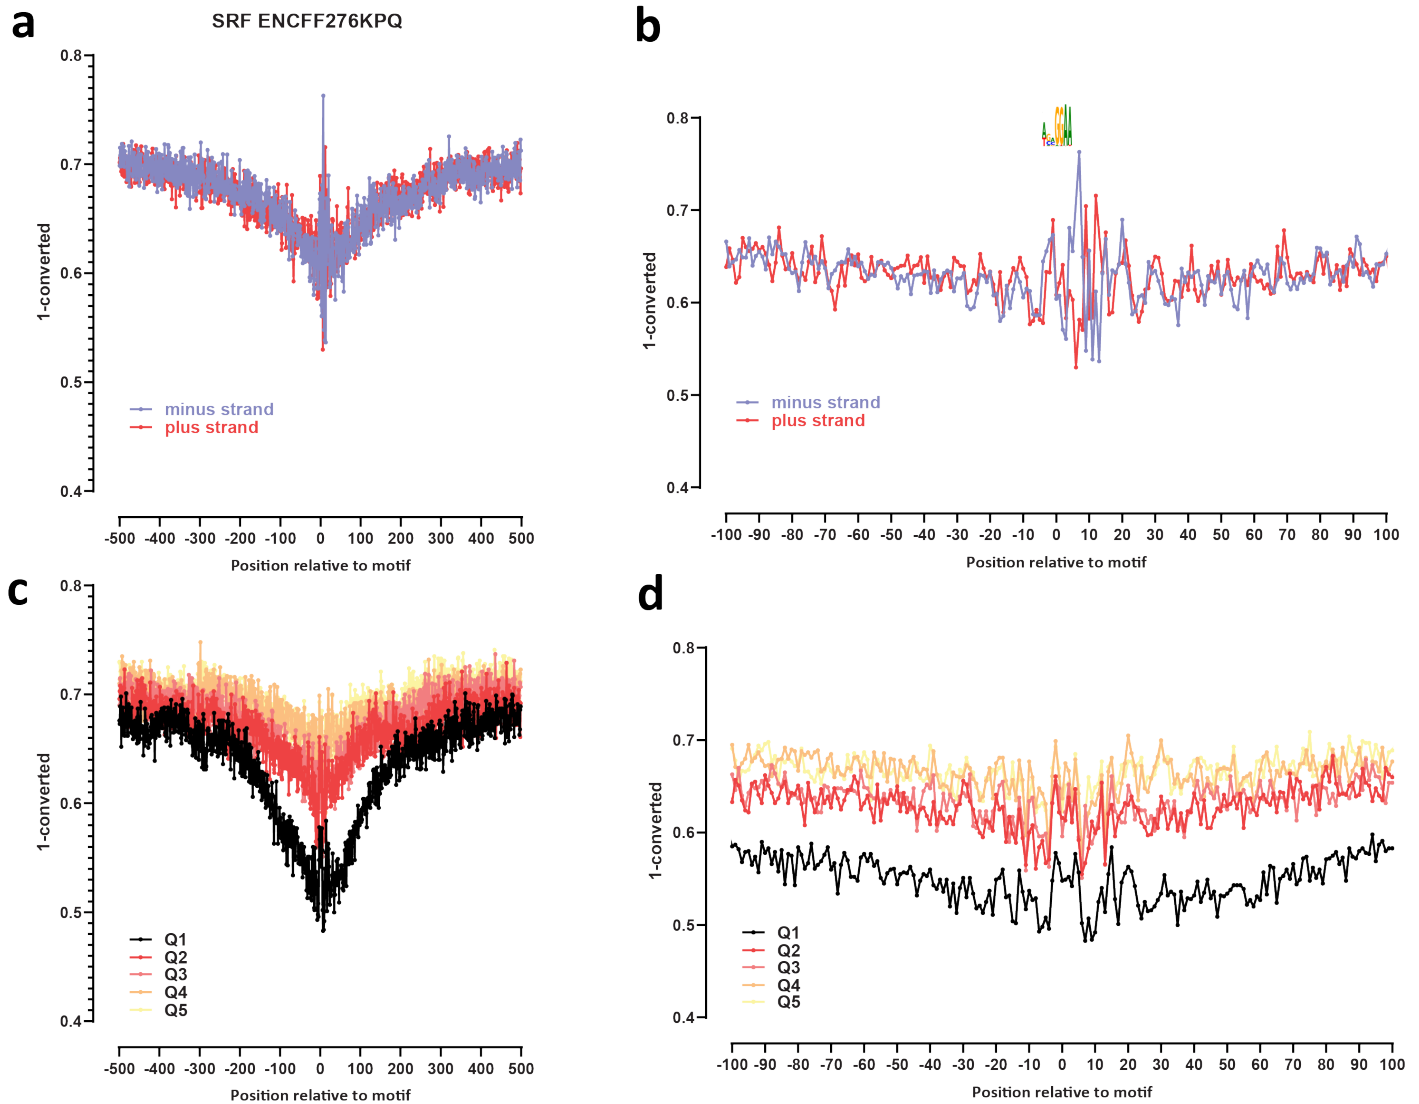 a
SRF ENCFF276KPQ
0.8
0.7
0.6
0.5
0.4
1-converted
minus strand
plus strand
-500 -400 -300 -200 -100 0 100 200 300 400 500
Position relative to motif
b
GGAA
0.8
0.7
0.6
0.5
0.4
1-converted
minus strand
plus strand
-100 -90 -80 -70 -60 -50 -40 -30 -20 -10 0 10 20 30 40 50 60 70 80 90 100
Position relative to motif
c
0.8
0.7
0.6
0.5
0.4
1-converted
Q1
Q2
Q3
Q4
Q5
-500 -400 -300 -200 -100 0 100 200 300 400 500
Position relative to motif
d
0.8
0.7
0.6
0.5
0.4
1-converted
Q1
Q2
Q3
Q4
Q5
-100 -90 -80 -70 -60 -50 -40 -30 -20 -10 0 10 20 30 40 50 60 70 80 90 100
Position relative to motif